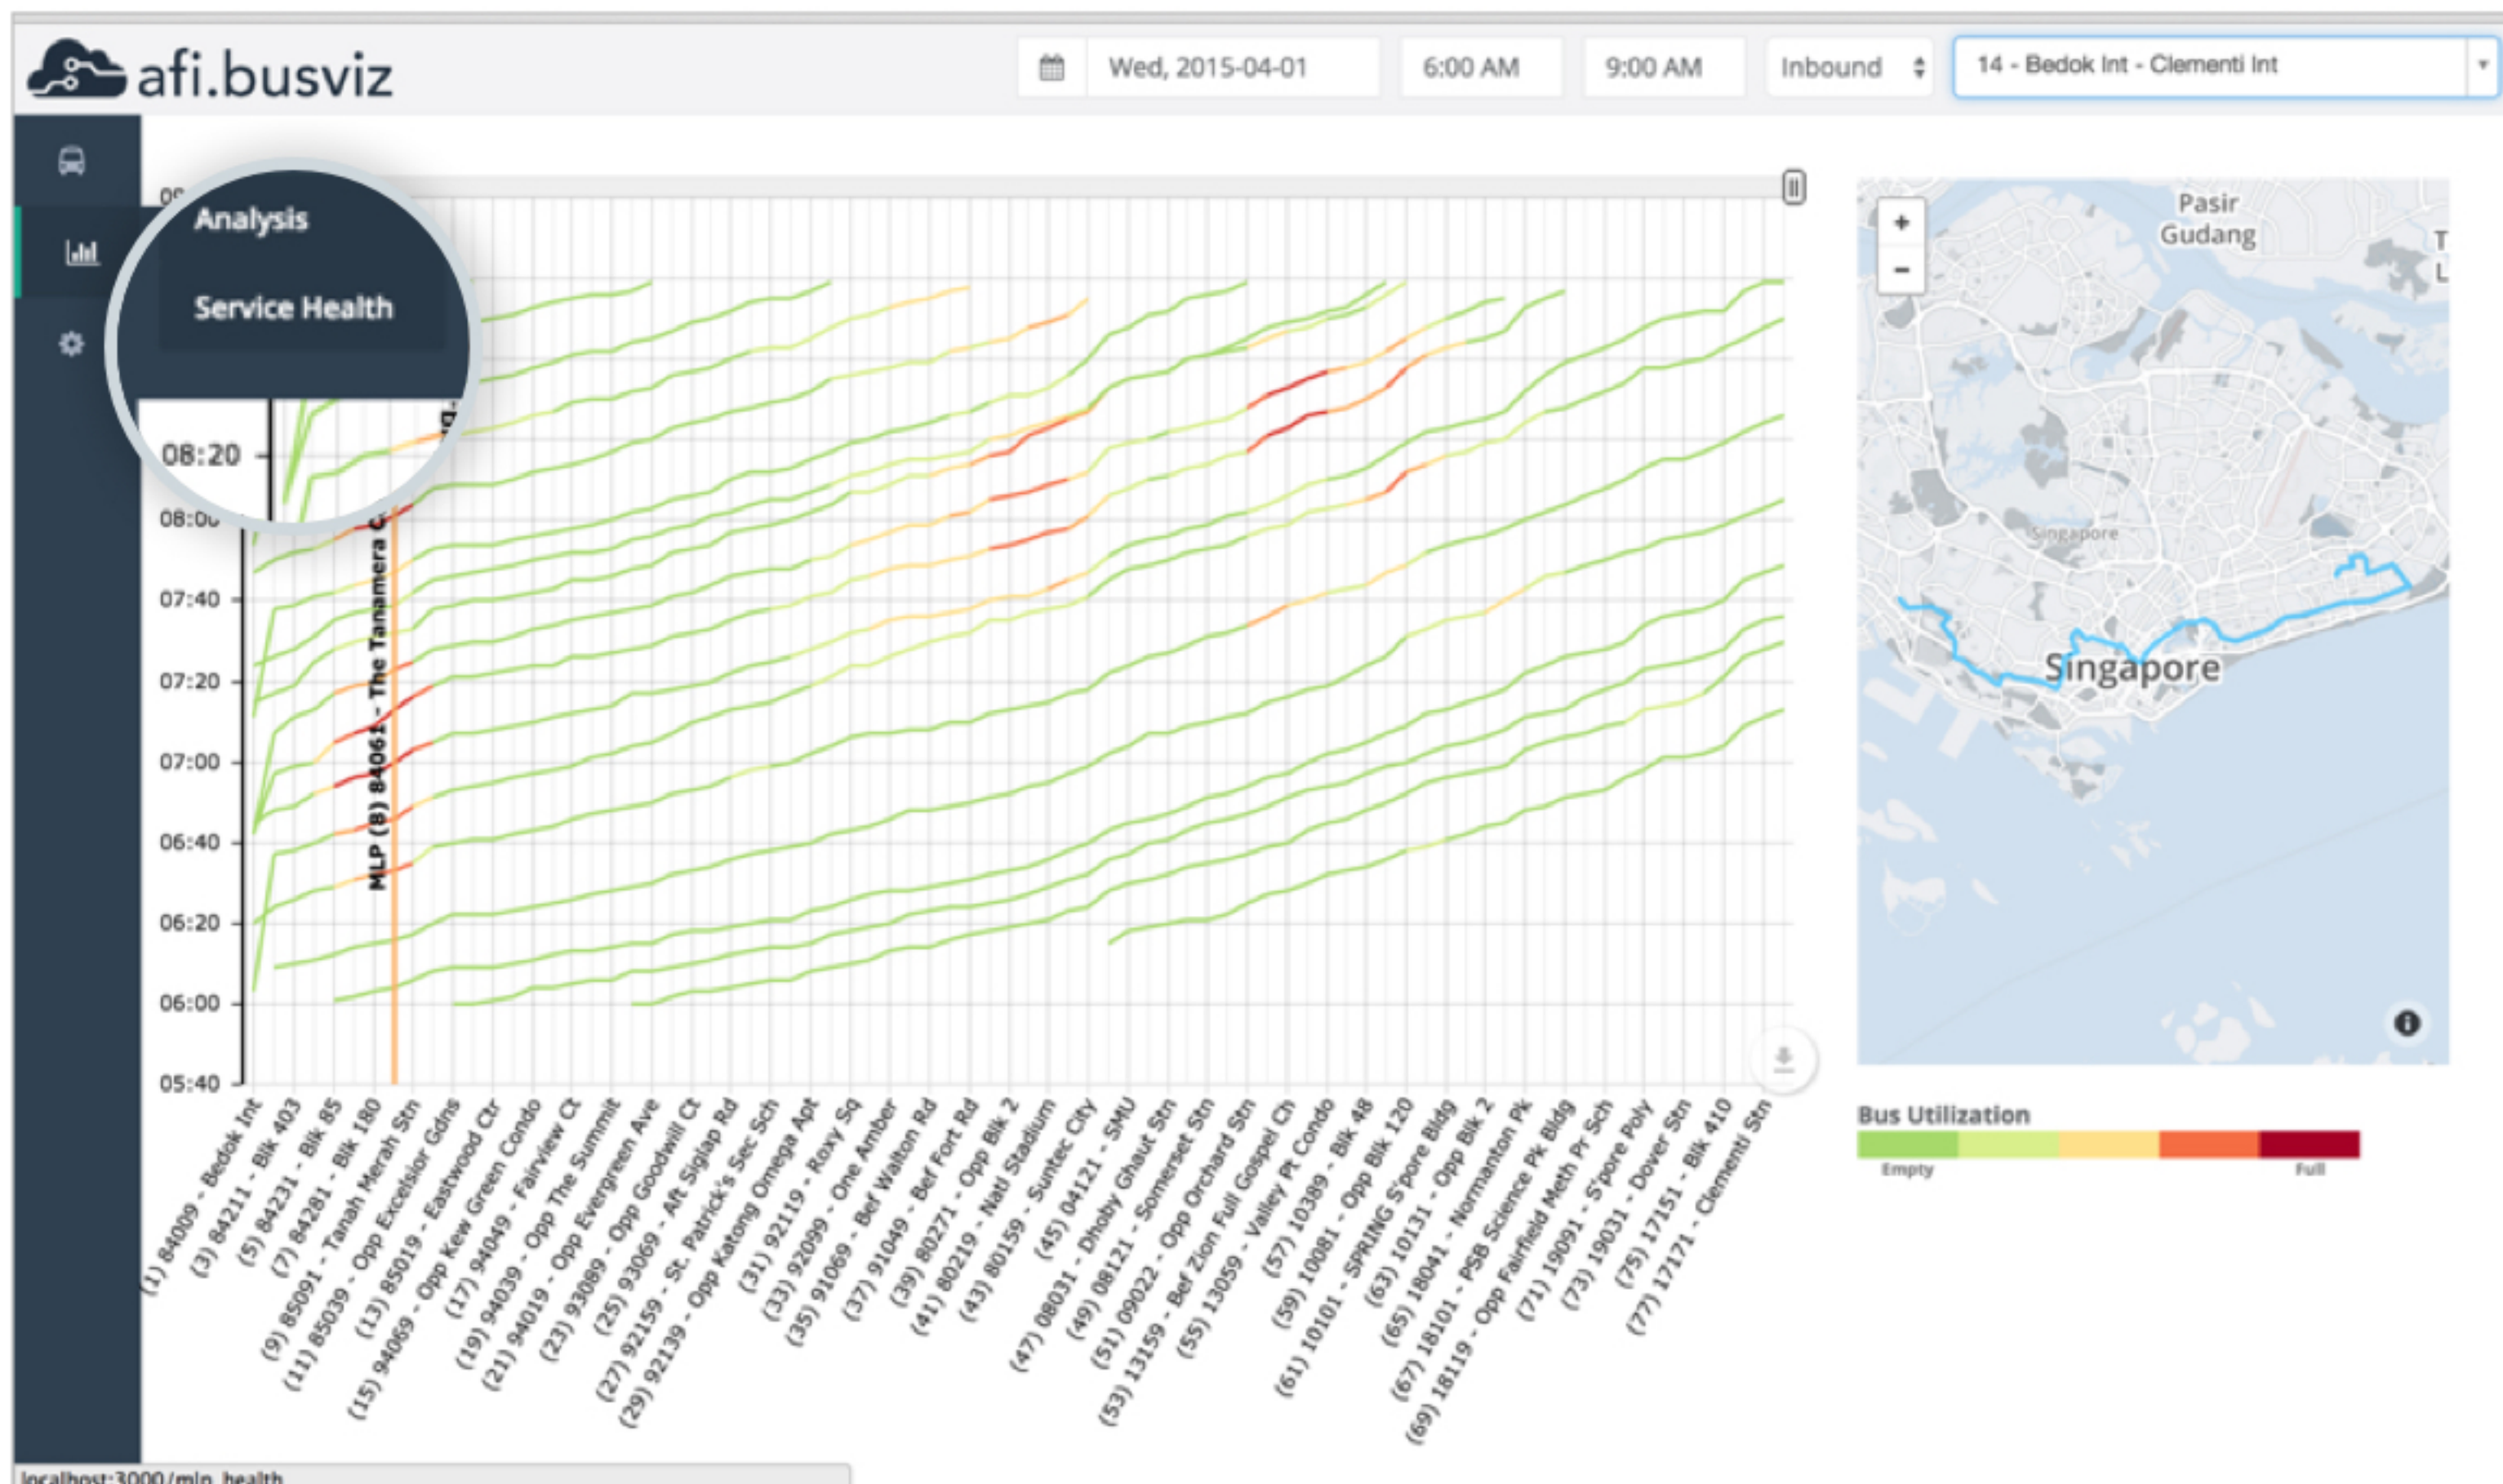 afi.busviz
Wed, 2015-04-01
6:00 AM
9:00 AM
Inbound
14 - Bedok Int - Clementi Int
Analysis
Service Health
08:20
08:00
07:40
07:20
07:00
06:40
06:20
06:00
05:40
MLP (8) 84061 - The Tanamera C
(1) 84009 - Bedok Int
(3) 84211 - Blk 403
(5) 84231 - Blk 85
(7) 84281 - Blk 180
(9) 85091 - Tanah Merah Stn
(11) 85039 - Opp Excelsior Gdns
(13) 85019 - Eastwood Ctr
(15) 94069 - Opp Kew Green Condo
(17) 94049 - Fairview Ct
(19) 94039 - Opp The Summit
(21) 94019 - Opp Evergreen Ave
(23) 93089 - Opp Goodwill Ct
(25) 93069 - Aft Siglap Rd
(27) 92159 - St. Patrick's Sec Sch
(29) 92139 - Opp Katong Omega Apt
(31) 92119 - Roxy Sq
(33) 92099 - One Amber
(35) 91069 - Bef Walton Rd
(37) 91049 - Bef Fort Rd
(39) 80271 - Opp Blk 2
(41) 80219 - Natl Stadium
(43) 80159 - Suntec City
(45) 04121 - SMU
(47) 08031 - Dhoby Ghaut Stn
(49) 08121 - Somerset Stn
(51) 09022 - Opp Orchard Stn
(53) 13159 - Bef Zion Full Gospel Ch
(55) 13059 - Valley Pt Condo
(57) 10389 - Blk 48
(59) 10081 - Opp Blk 120
(61) 10101 - SPRING S'pore Bldg
(63) 10131 - Opp Blk 2
(65) 18041 - Normanton Pk
(67) 18101 - PSB Science Pk Bldg
(69) 18119 - Opp Fairfield Meth Pr Sch
(71) 19091 - S'pore Poly
(73) 19031 - Dover Stn
(75) 17151 - Blk 410
(77) 17171 - Clementi Stn
+
-
Pasir
Gudang
T
L
Singapore
Singapore
Bus Utilization
Empty
Full
localhost:3000/mlp_health